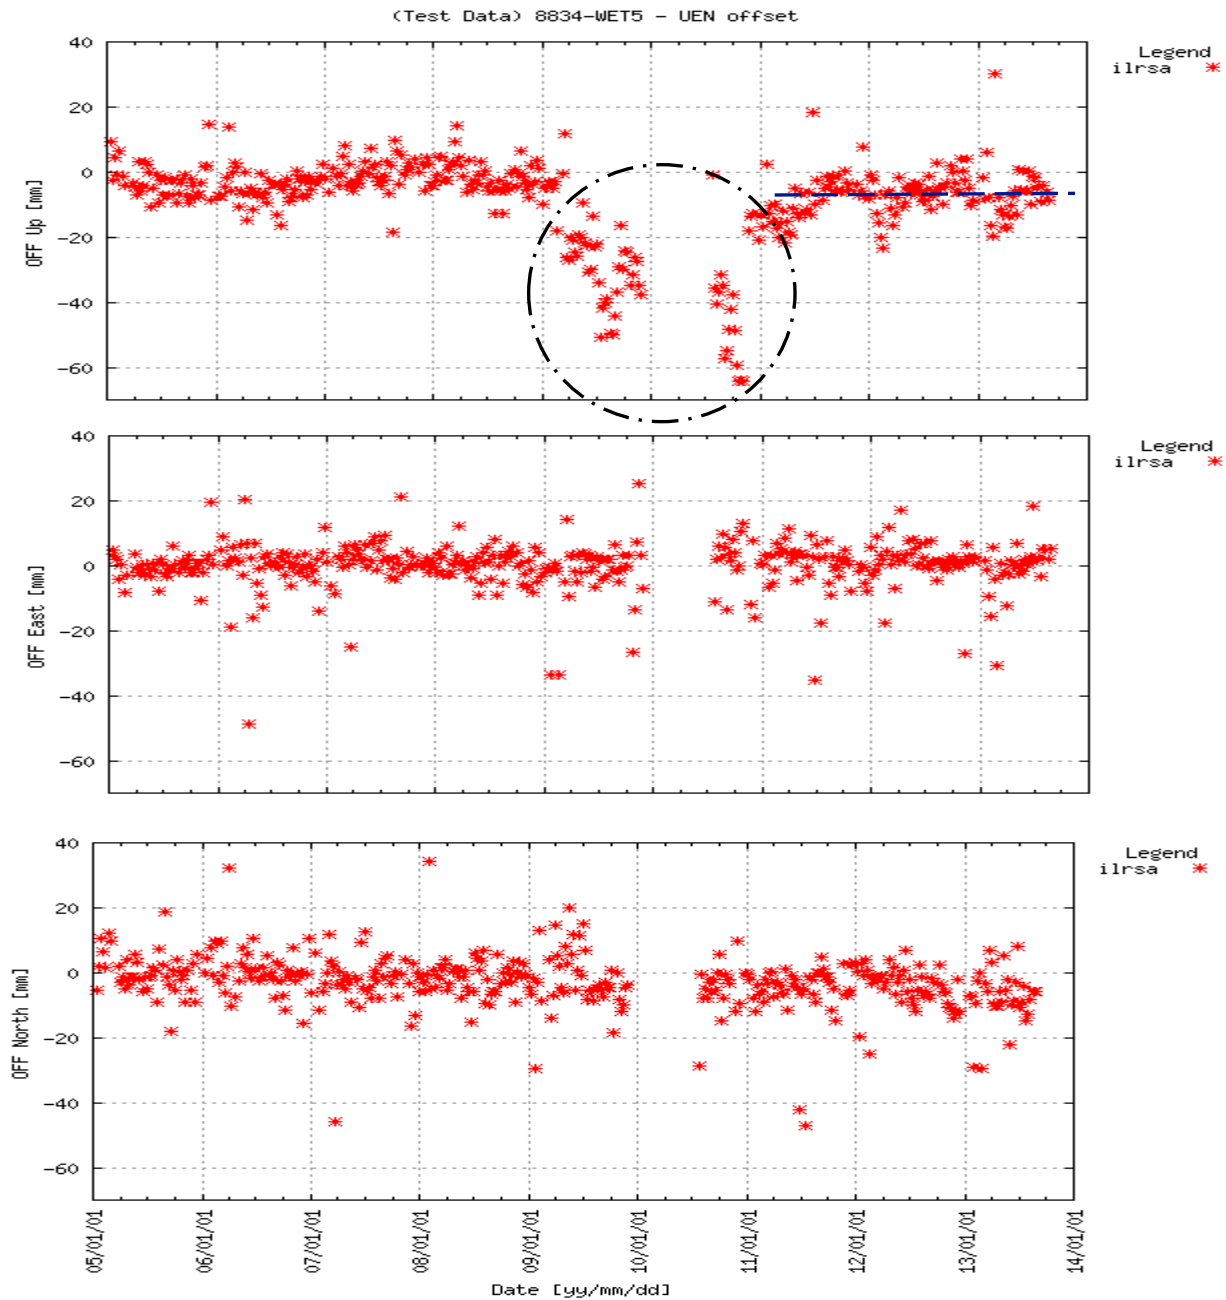 (Test Data) 8834-WET5 - UEN offset
Legend
ilrsa
40
20
0
-20
-40
-60
OFF Up [mm]
Legend
ilrsa
40
20
0
-20
-40
-60
OFF East [mm]
Legend
ilrsa
40
20
0
-20
-40
-60
OFF North [mm]
05/01/01
06/01/01
07/01/01
08/01/01
09/01/01
10/01/01
11/01/01
12/01/01
13/01/01
14/01/01
Date [yy/mm/dd]